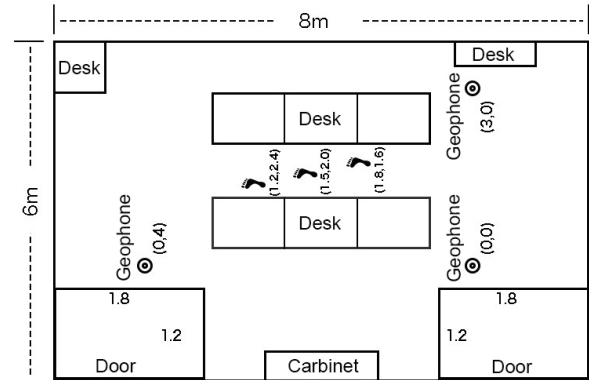 8m
Desk
Desk
Geophone
(3,0)
Desk
(1.2,2.4)
(1.5,2.0)
(1.8,1.6)
6m
Desk
Geophone
(0,4)
Geophone
(0,0)
1.8
1.2
Door
1.8
1.2
Door
Carbinet